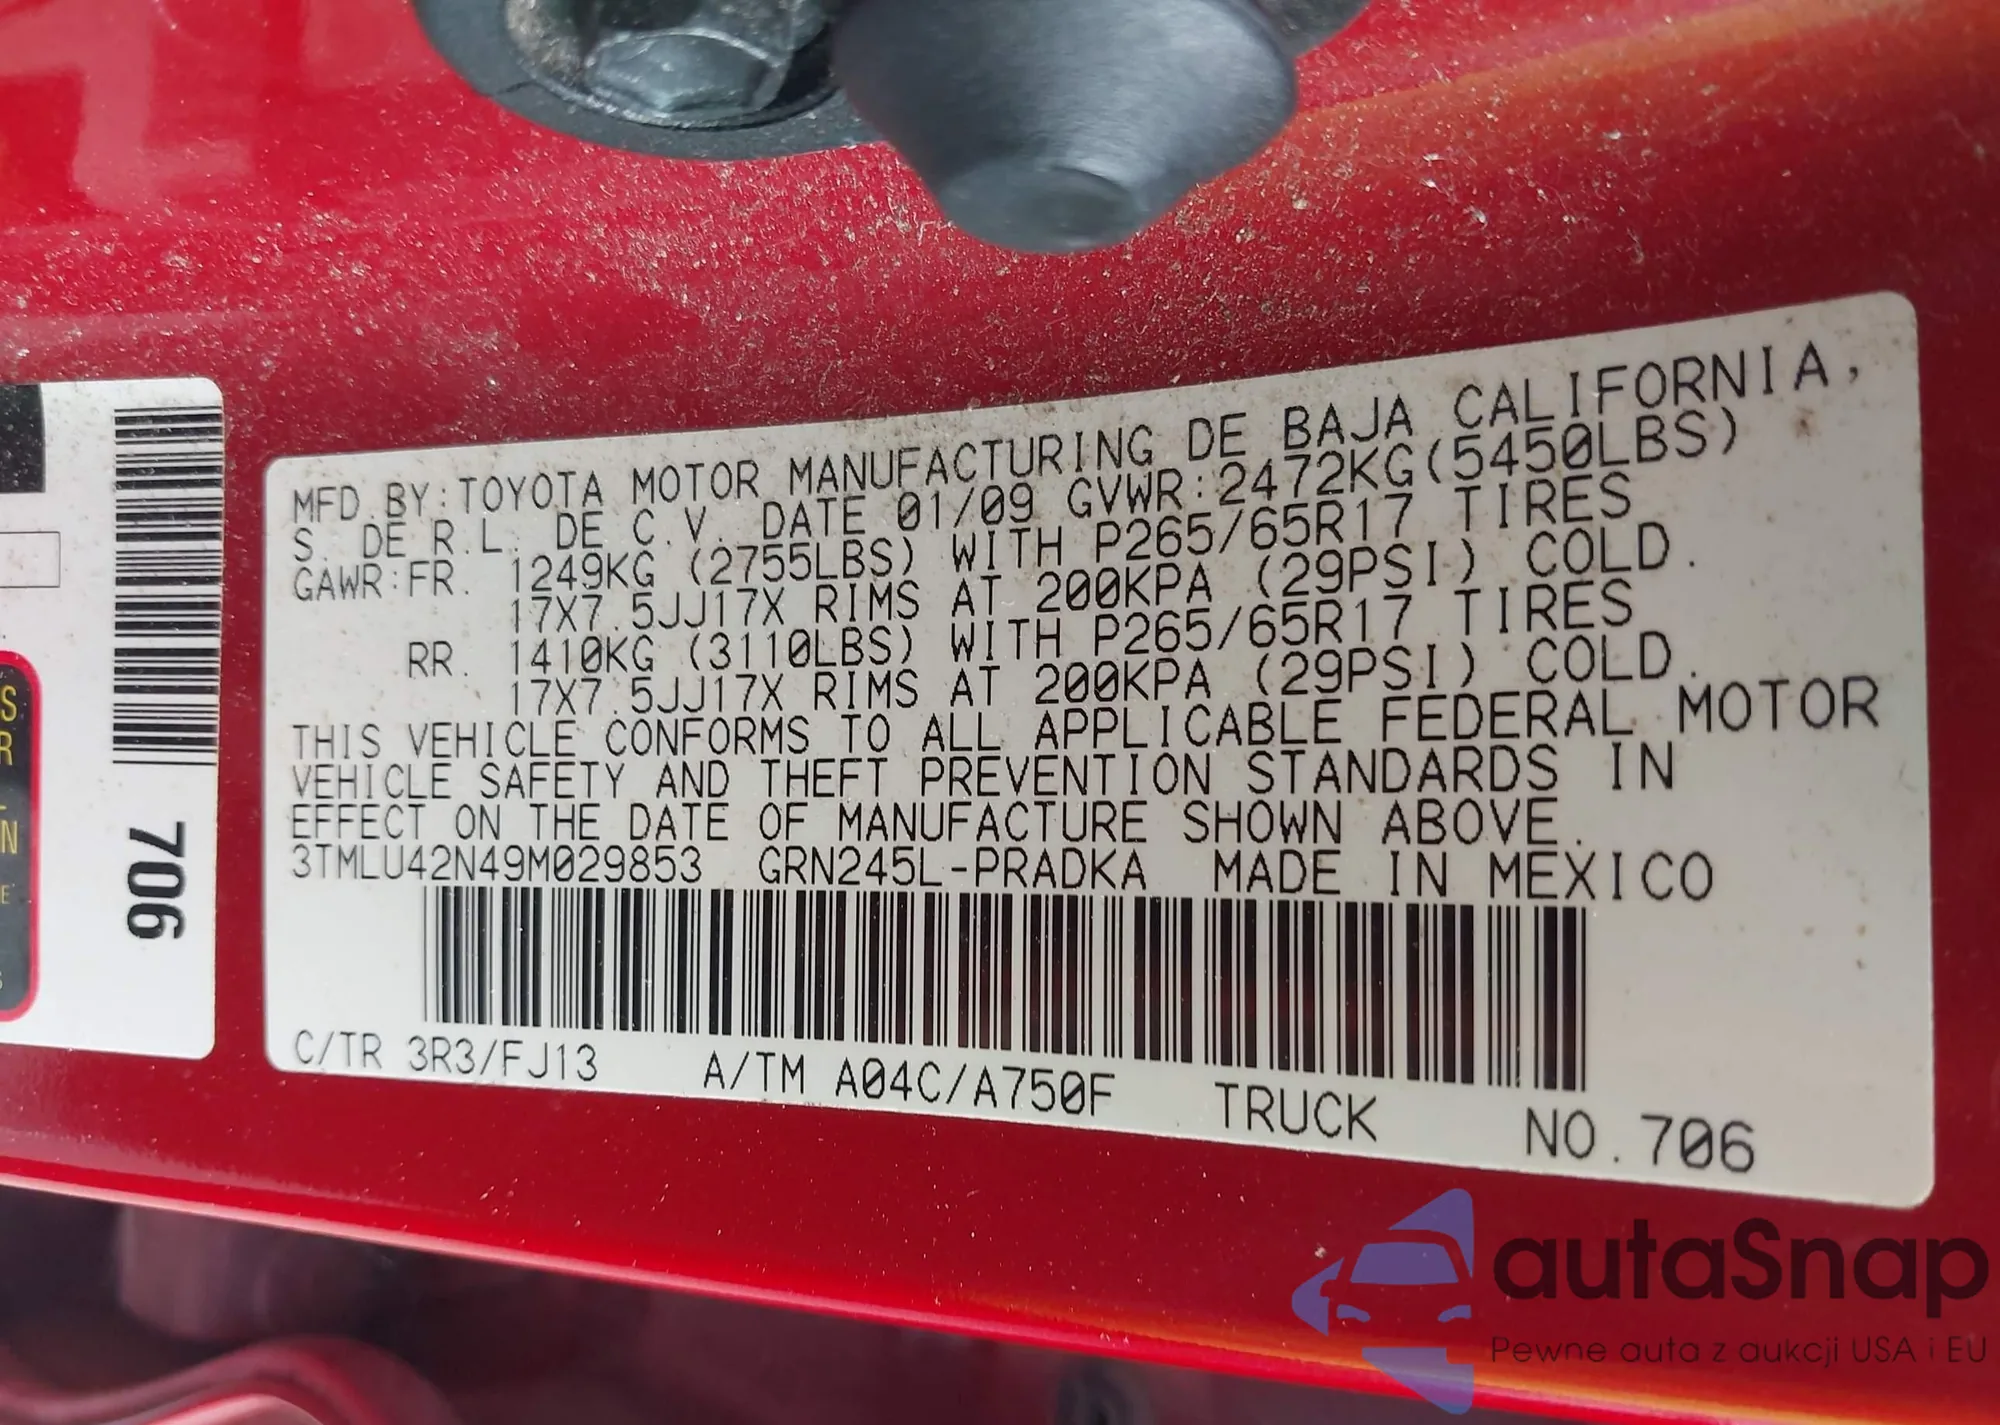 MFD.BY:TOYOTA MOTOR MANUFACTURING DE BAJA CALIFORNIA,
S. DE R.L. DE C.V. DATE 01/09 GVWR:2472KG(5450LBS)
GAWR:FR. 1249KG (2755LBS) WITH P265/65R17 TIRES
17X7.5JJ17X RIMS AT 200KPA (29PSI) COLD.
RR. 1410KG (3110LBS) WITH P265/65R17 TIRES
17X7.5JJ17X RIMS AT 200KPA (29PSI) COLD.
THIS VEHICLE CONFORMS TO ALL APPLICABLE FEDERAL MOTOR
VEHICLE SAFETY AND THEFT PREVENTION STANDARDS IN
EFFECT ON THE DATE OF MANUFACTURE SHOWN ABOVE.
3TMLU42N49M029853 GRN245L-PRADKA MADE IN MEXICO
C/TR 3R3/FJ13 A/TM A04C/A750F TRUCK NO.706
706
autaSnap
Pewne auta z aukcji USA i EU